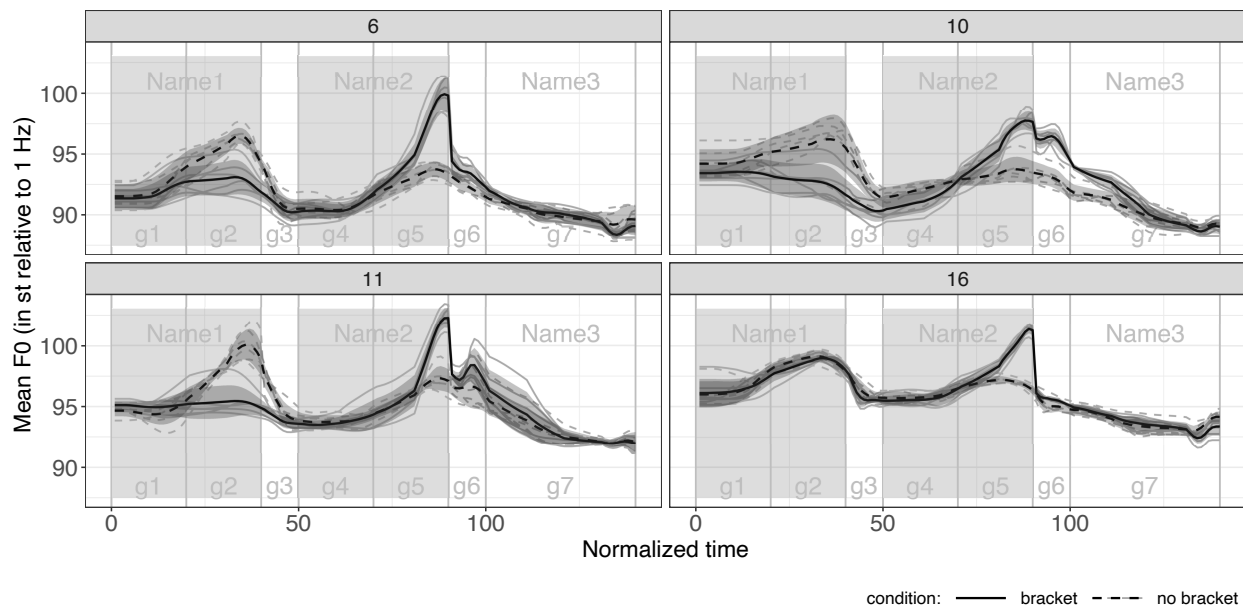 6
10
Name1 Name2 Name3
Name1 Name2 Name3
100
95
90
g1 g2 g3 g4 g5 g6 g7
g1 g2 g3 g4 g5 g6 g7
11
16
Name1 Name2 Name3
Name1 Name2 Name3
100
95
90
g1 g2 g3 g4 g5 g6 g7
g1 g2 g3 g4 g5 g6 g7
0 50 100
0 50 100
Mean F0 (in st relative to 1 Hz)
Normalized time
condition: bracket no bracket